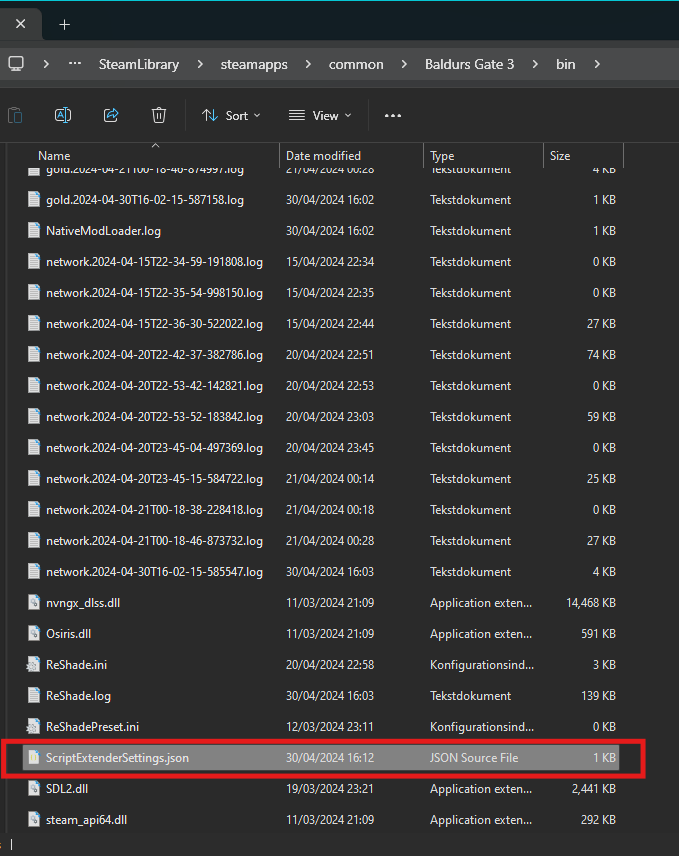 SteamLibrary > steamapps > common > Baldurs Gate 3 > bin >
Sort View
Name Date modified Type Size
gold.2024-04-21T00-18-46-874997.log 21/04/2024 00:28 Tekstdokument 4 KB
gold.2024-04-30T16-02-15-587158.log 30/04/2024 16:02 Tekstdokument 1 KB
NativeModLoader.log 30/04/2024 16:02 Tekstdokument 1 KB
network.2024-04-15T22-34-59-191808.log 15/04/2024 22:34 Tekstdokument 0 KB
network.2024-04-15T22-35-54-998150.log 15/04/2024 22:35 Tekstdokument 0 KB
network.2024-04-15T22-36-30-522022.log 15/04/2024 22:44 Tekstdokument 27 KB
network.2024-04-20T22-42-37-382786.log 20/04/2024 22:51 Tekstdokument 74 KB
network.2024-04-20T22-53-42-142821.log 20/04/2024 22:53 Tekstdokument 0 KB
network.2024-04-20T22-53-52-183842.log 20/04/2024 23:03 Tekstdokument 59 KB
network.2024-04-20T23-45-04-497369.log 20/04/2024 23:45 Tekstdokument 0 KB
network.2024-04-20T23-45-15-584722.log 21/04/2024 00:14 Tekstdokument 25 KB
network.2024-04-21T00-18-38-228418.log 21/04/2024 00:18 Tekstdokument 0 KB
network.2024-04-21T00-18-46-873732.log 21/04/2024 00:28 Tekstdokument 27 KB
network.2024-04-30T16-02-15-585547.log 30/04/2024 16:03 Tekstdokument 4 KB
nvngx_dlss.dll 11/03/2024 21:09 Application exten... 14,468 KB
Osiris.dll 11/03/2024 21:09 Application exten... 591 KB
ReShade.ini 20/04/2024 22:58 Konfigurationsind... 3 KB
ReShade.log 30/04/2024 16:03 Tekstdokument 139 KB
ReShadePreset.ini 12/03/2024 23:11 Konfigurationsind... 0 KB
ScriptExtenderSettings.json 30/04/2024 16:12 JSON Source File 1 KB
SDL2.dll 19/03/2024 23:21 Application exten... 2,441 KB
steam_api64.dll 11/03/2024 21:09 Application exten... 292 KB